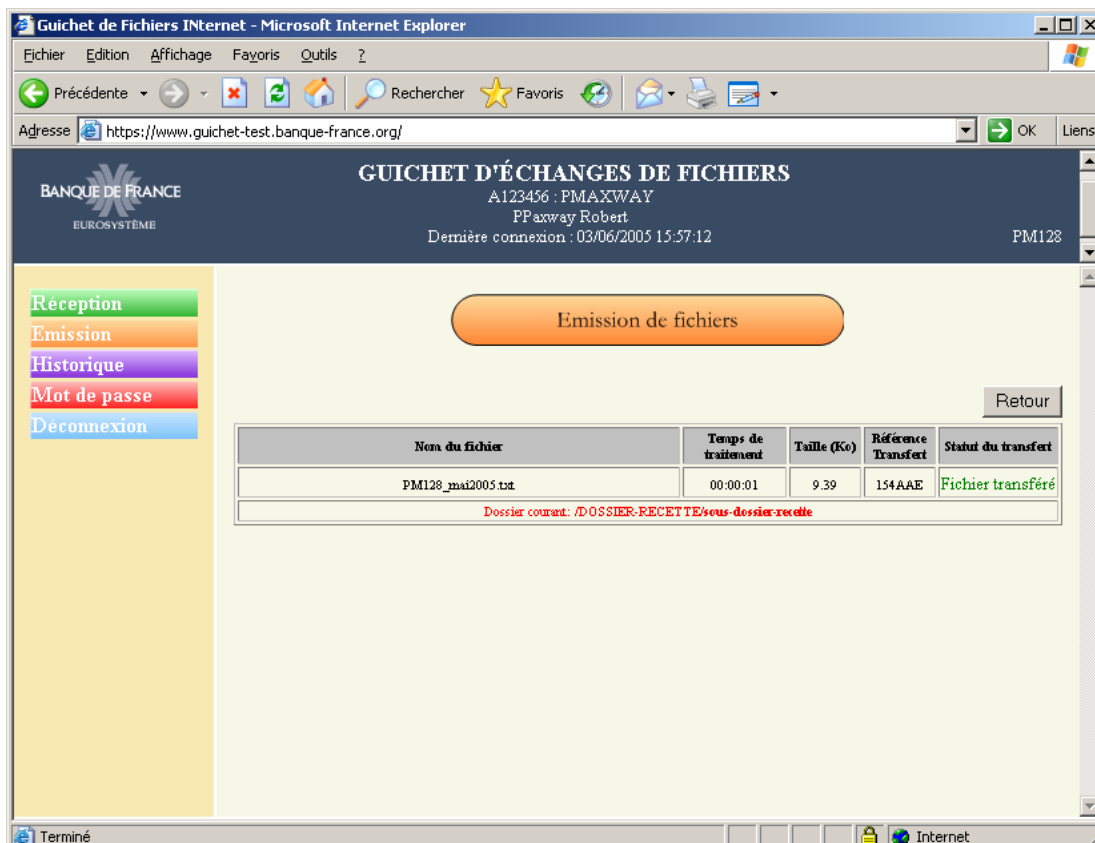 Guichet de Fichiers INternet - Microsoft Internet Explorer
Fichier Edition Affichage Favoris Outils ?
Précédente Rechercher Favoris
Adresse https://www.guichet-test.banque-france.org/ OK Liens
BANQUE DE FRANCE
EUROSYSTÈME
GUICHET D'ÉCHANGES DE FICHIERS
A123456 : PMAXWAY
PPaxway Robert
Dernière connexion : 03/06/2005 15:57:12 PM128
Réception
Emission
Historique
Mot de passe
Déconnexion
Emission de fichiers
Retour
Nom du fichier Temps de traitement Taille (Ko) Référence Transfert Statut du transfert
PM128_mai2005.txt 00:00:01 9.39 154AAE Fichier transféré
Dossier courant: /DOSSIER-RECETTE/sous-dossier-recette
Terminé Internet